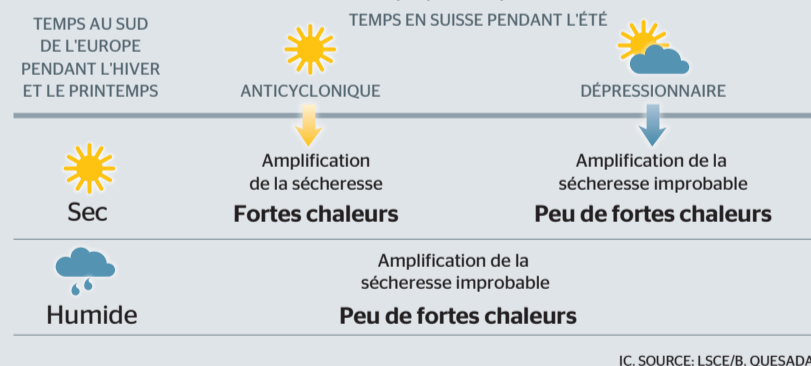 TEMPS AU SUD
DE L'EUROPE
PENDANT L'HIVER
ET LE PRINTEMPS
TEMPS EN SUISSE PENDANT L'ÉTÉ
ANTICYCLONIQUE
DÉPRESSIONNAIRE
Sec
Amplification
de la sécheresse
Fortes chaleurs
Amplification de la
sécheresse improbable
Peu de fortes chaleurs
Humide
Amplification de la
sécheresse improbable
Peu de fortes chaleurs
IC. SOURCE: LSCE/B. QUESADA